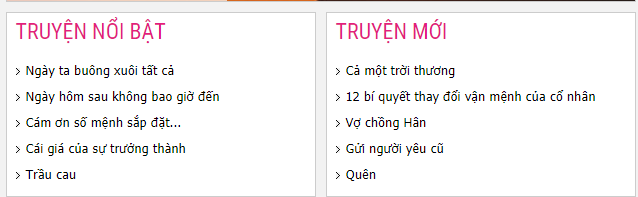 TRUYỆN NỔI BẬT
Ngày ta buông xuôi tất cả
Ngày hôm sau không bao giờ đến
Cám ơn số mệnh sắp đặt...
Cái giá của sự trưởng thành
Trầu cau
TRUYỆN MỚI
Cả một trời thương
12 bí quyết thay đổi vận mệnh của cổ nhân
Vợ chồng Hân
Gửi người yêu cũ
Quên